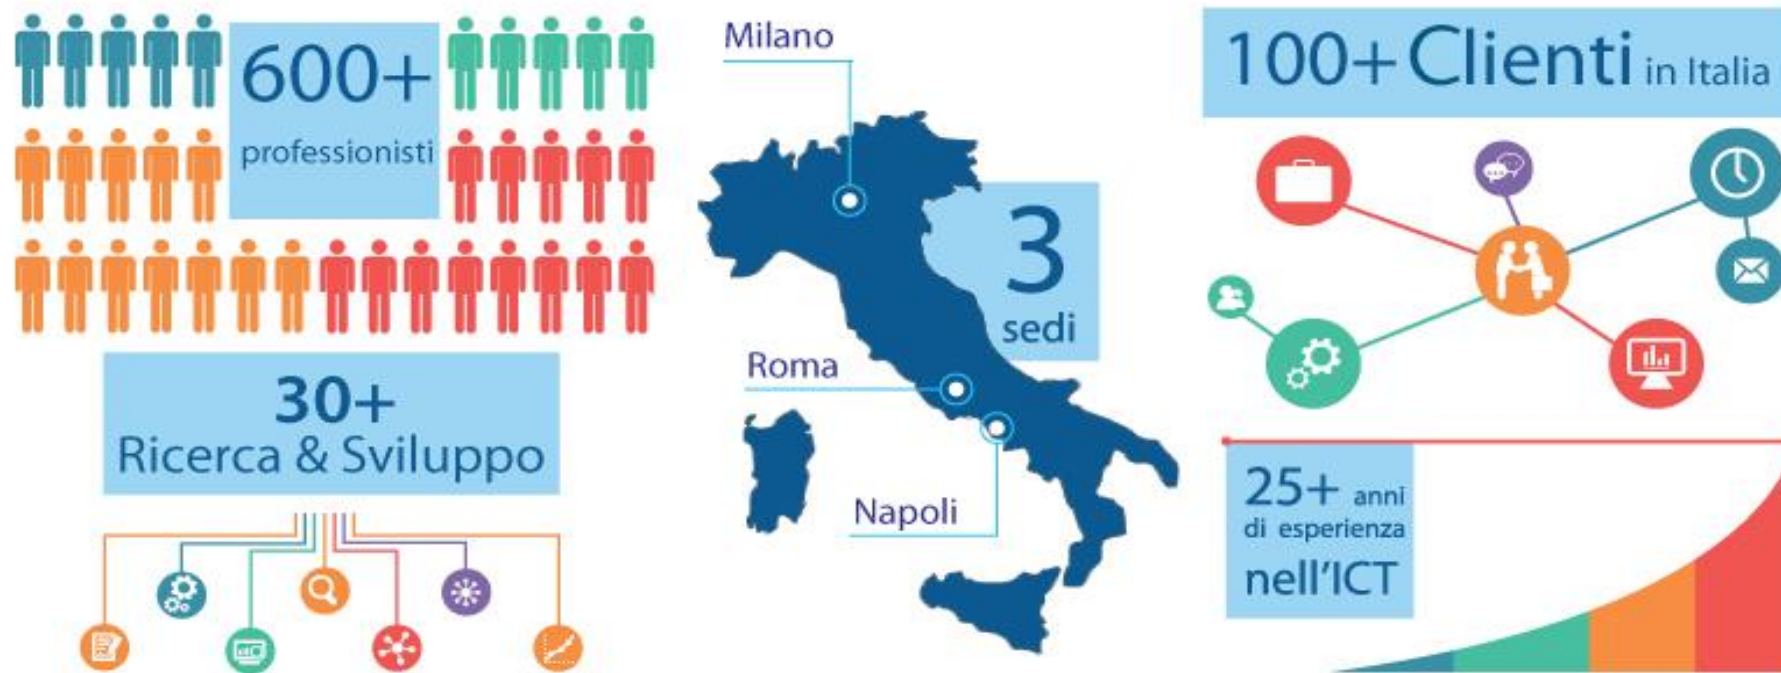 600+
professionisti
30+
Ricerca & Sviluppo
Milano
3
sedi
Roma
Napoli
100+ Clienti in Italia
25+ anni
di esperienza
nell'ICT